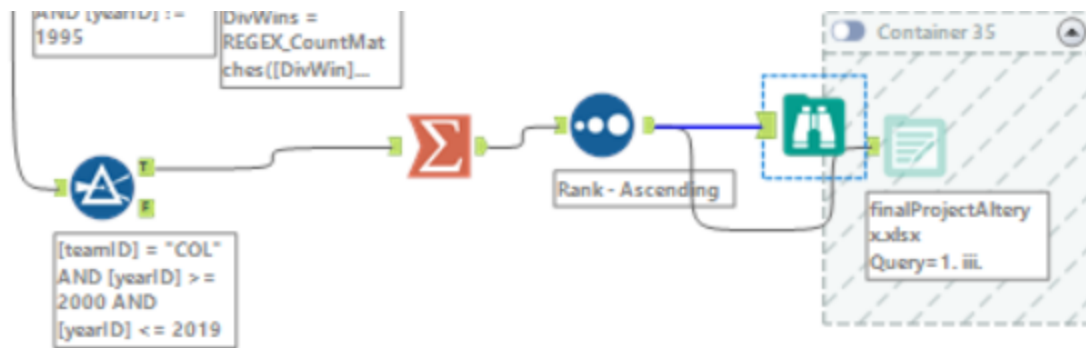 AND [yearID] !=
1995
DivWins =
REGEX_CountMat
ches([DivWin]...
Container 35
T
F
Rank - Ascending
[teamID] = "COL"
AND [yearID] >=
2000 AND
[yearID] <= 2019
finalProjectAltery
x.xlsx
Query=1. iii.